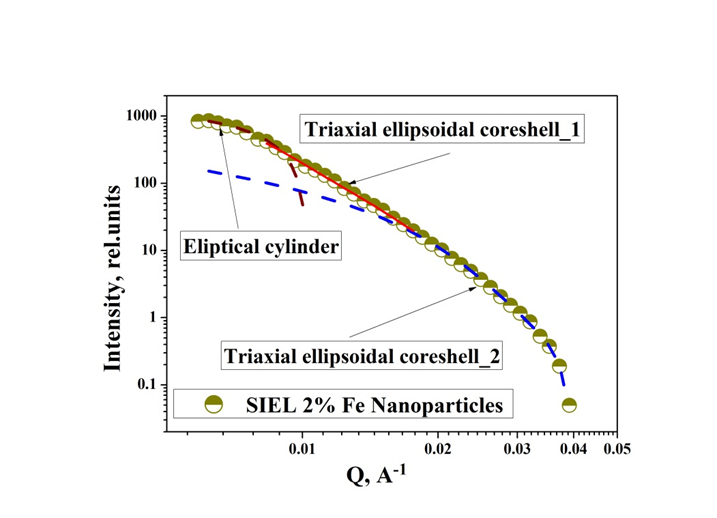 1000
100
10
1
0.1
Intensity, rel.units
Triaxial ellipsoidal coreshell_1
Eliptical cylinder
Triaxial ellipsoidal coreshell_2
SIEL 2% Fe Nanoparticles
0.01 0.02 0.03 0.04 0.05
Q, A-1